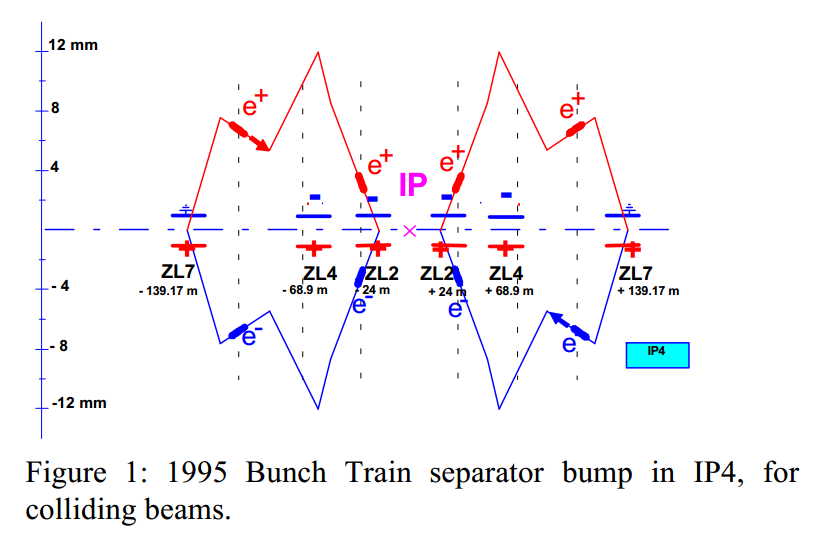 12 mm
e+
e+
8
e+
e+
4
IP
ZL7
ZL4
ZL2
ZL2
ZL4
ZL7
- 139.17 m
- 68.9 m
- 24 m
+ 24 m
+ 68.9 m
+ 139.17 m
- 4
e-
e-
e-
e
- 8
IP4
-12 mm
Figure 1: 1995 Bunch Train separator bump in IP4, for
colliding beams.